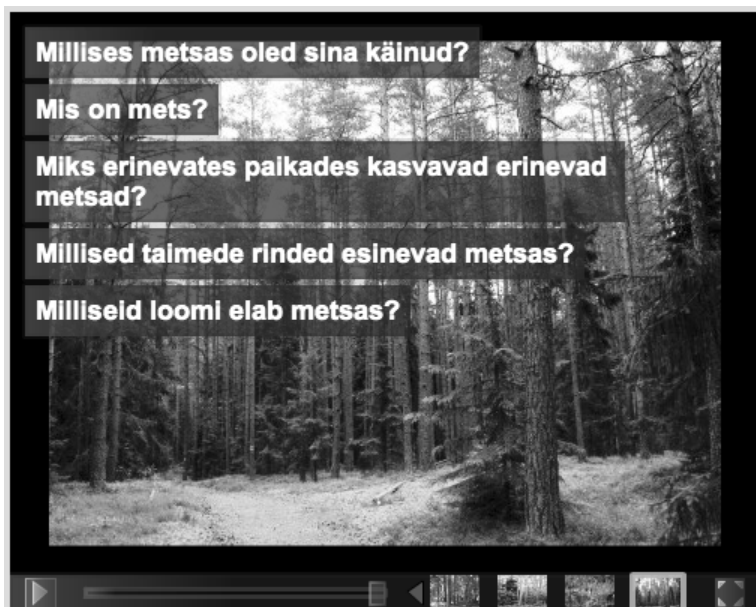 Millises metsas oled sina käinud?
Mis on mets?
Miks erinevates paikades kasvavad erinevad
metsad?
Millised taimede rinded esinevad metsas?
Milliseid loomi elab metsas?